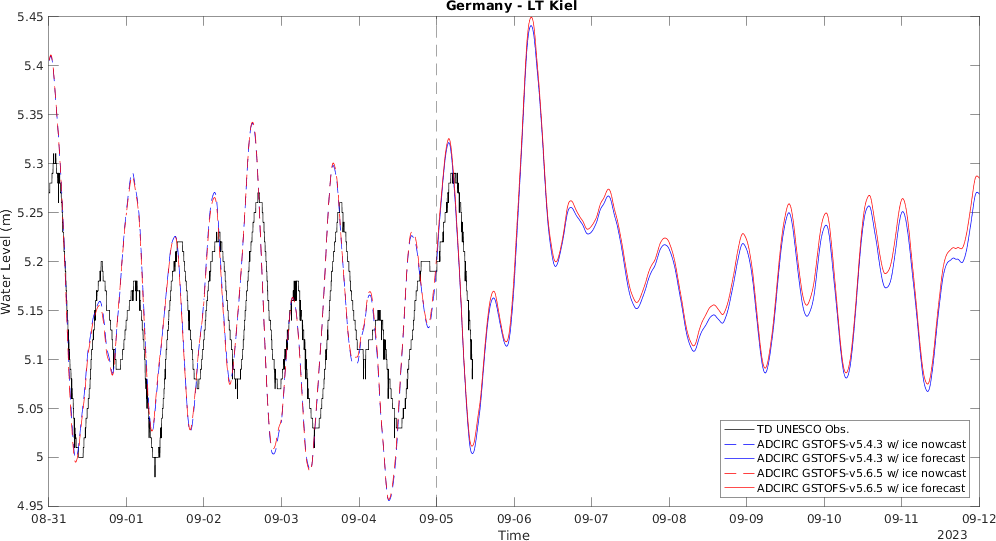 Germany - LT Kiel
5.45
5.4
5.35
5.3
5.25
5.2
5.15
5.1
5.05
5
4.95
Water Level (m)
TD UNESCO Obs.
ADCIRC GSTOFS-v5.4.3 w/ ice nowcast
ADCIRC GSTOFS-v5.4.3 w/ ice forecast
ADCIRC GSTOFS-v5.6.5 w/ ice nowcast
ADCIRC GSTOFS-v5.6.5 w/ ice forecast
08-31 09-01 09-02 09-03 09-04 09-05 09-06 09-07 09-08 09-09 09-10 09-11 09-12
Time
2023